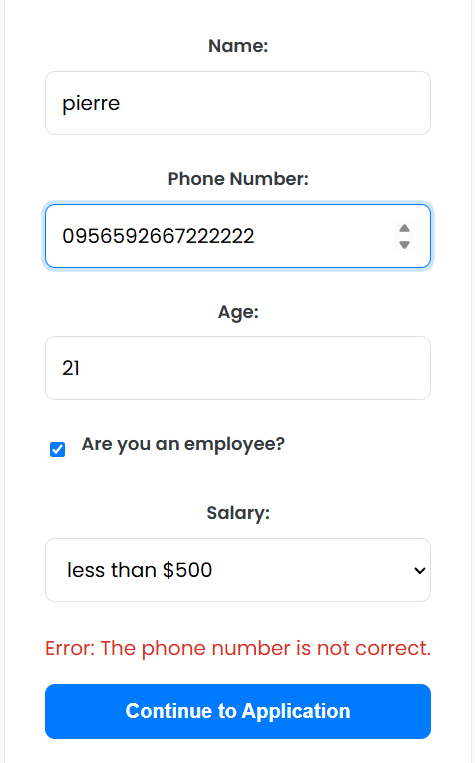 Name:
pierre
Phone Number:
0956592667222222
Age:
21
Are you an employee?
Salary:
less than $500
Error: The phone number is not correct.
Continue to Application